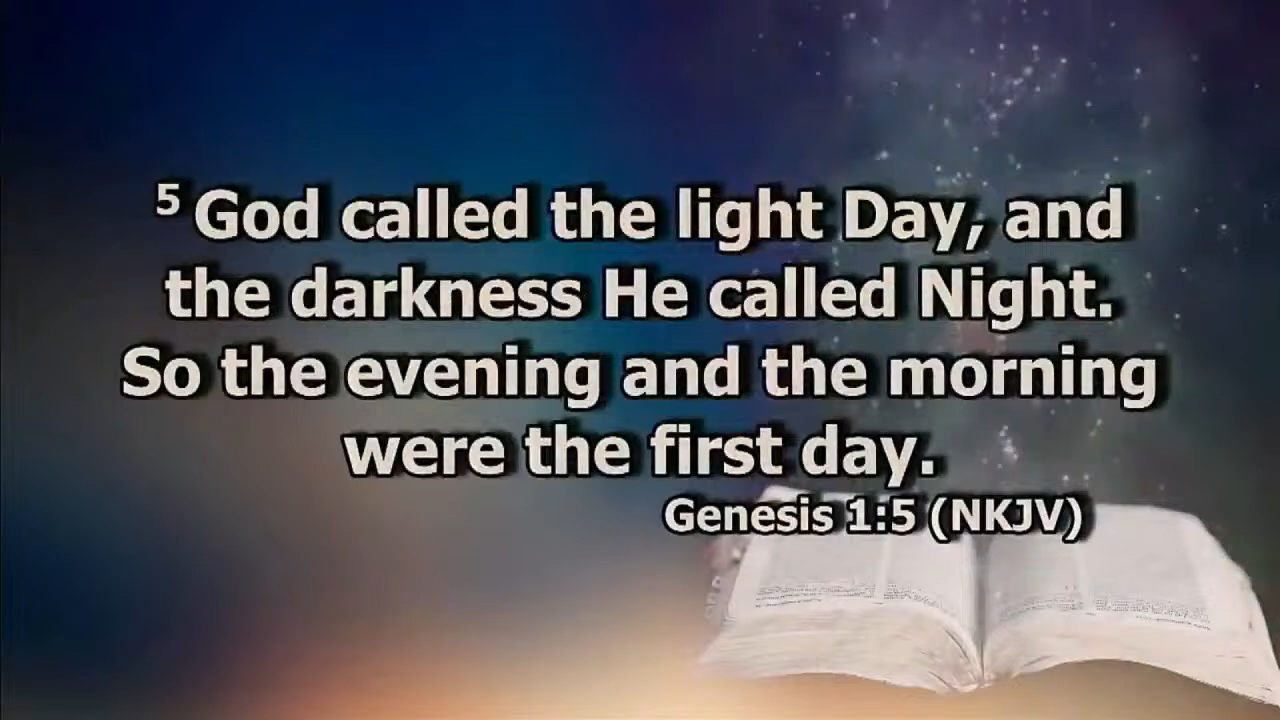 5 God called the light Day, and
the darkness He called Night.
So the evening and the morning
were the first day.
Genesis 1:5 (NKJV)